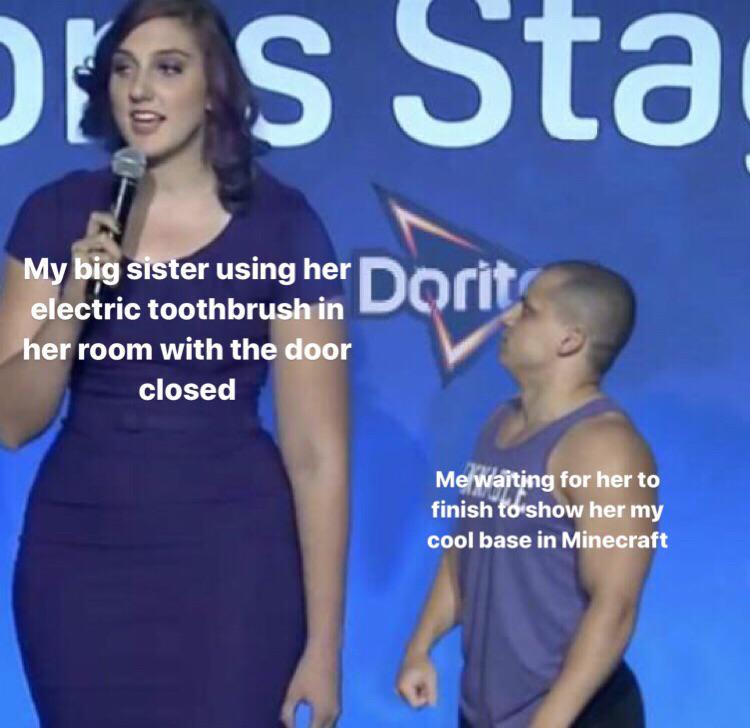 s Sta
Dorit
My big sister using her
electric toothbrush in
her room with the door
closed
Me waiting for her to
finish to show her my
cool base in Minecraft